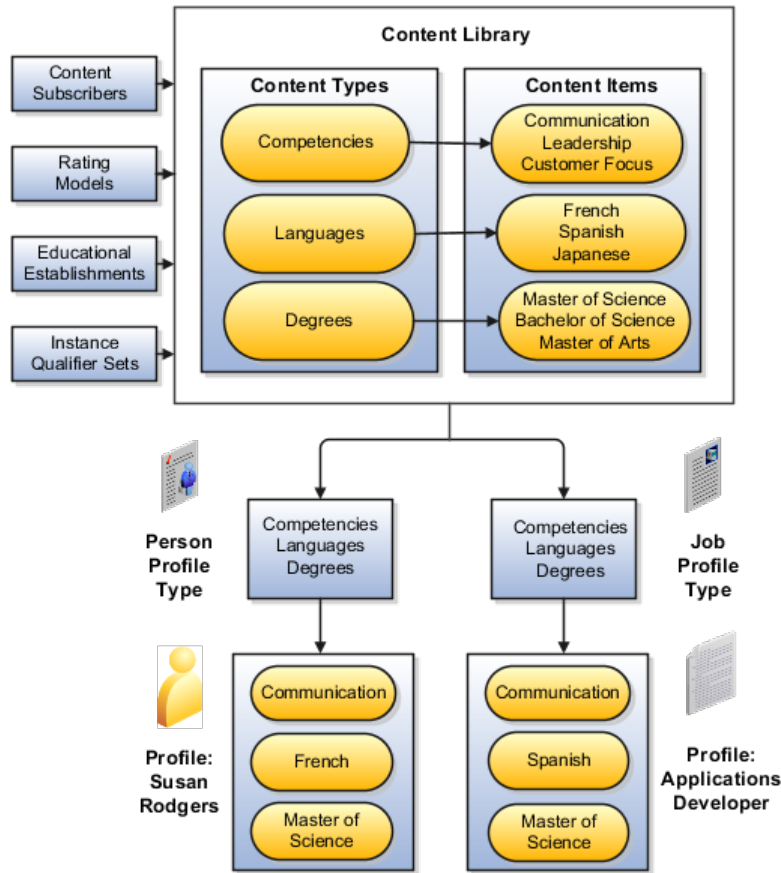 Content Library
Content
Subscribers
Rating
Models
Educational
Establishments
Instance
Qualifier Sets
Content Types
Competencies
Languages
Degrees
Content Items
Communication
Leadership
Customer Focus
French
Spanish
Japanese
Master of Science
Bachelor of Science
Master of Arts
Person
Profile
Type
Competencies
Languages
Degrees
Competencies
Languages
Degrees
Job
Profile
Type
Profile:
Susan
Rodgers
Communication
French
Master of
Science
Communication
Spanish
Master of
Science
Profile:
Applications
Developer